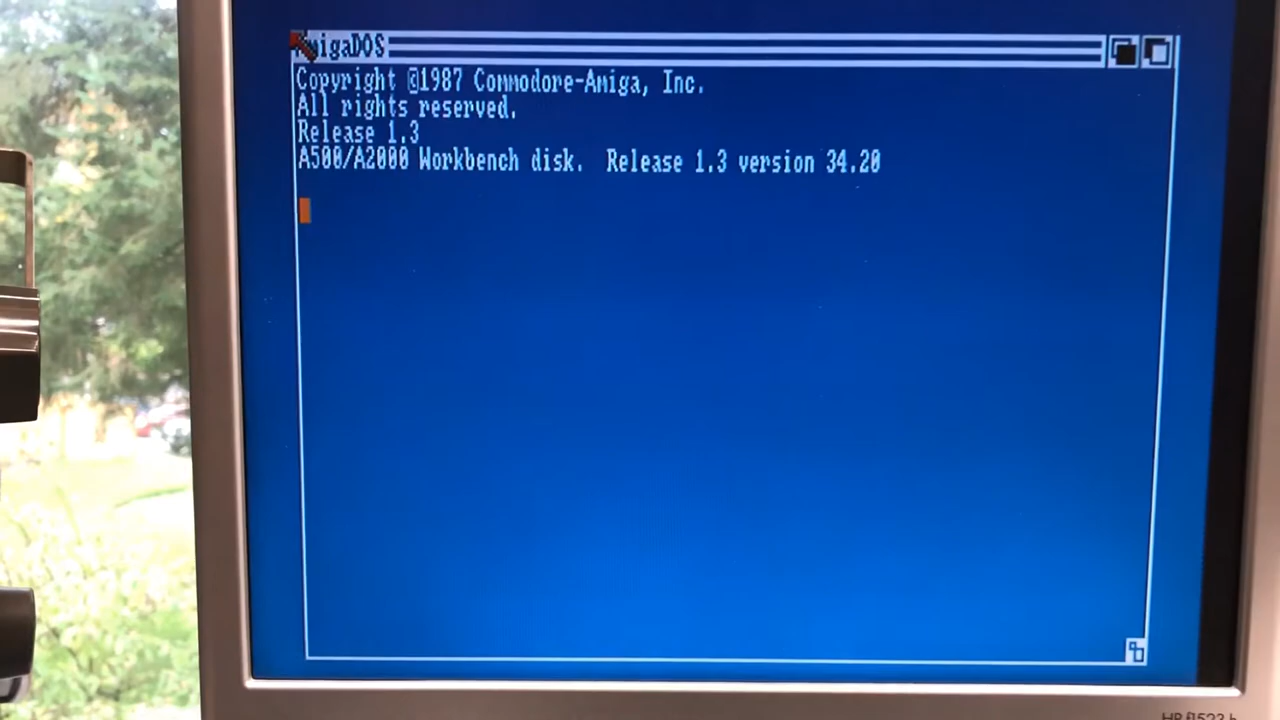 AmigaDOS
Copyright ©1987 Commodore-Amiga, Inc.
All rights reserved.
Release 1.3
A500/A2000 Workbench disk.  Release 1.3 version 34.20